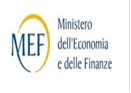 MEF
Ministero
dell'Economia
e delle Finanze